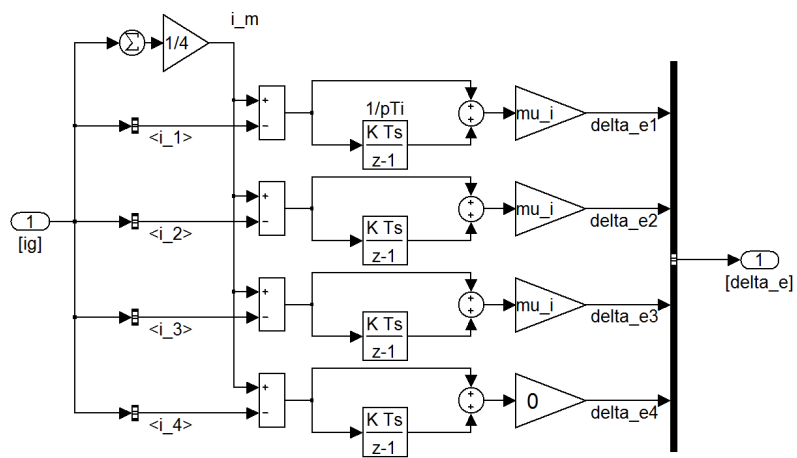 i_m
Σ
1/4
+
−
<i_1>
1/pTi
K Ts
z-1
+
+
mu_i
delta_e1
+
−
<i_2>
K Ts
z-1
+
+
mu_i
delta_e2
1
[ig]
1
[delta_e]
+
−
<i_3>
K Ts
z-1
+
+
mu_i
delta_e3
+
−
<i_4>
K Ts
z-1
+
+
0
delta_e4